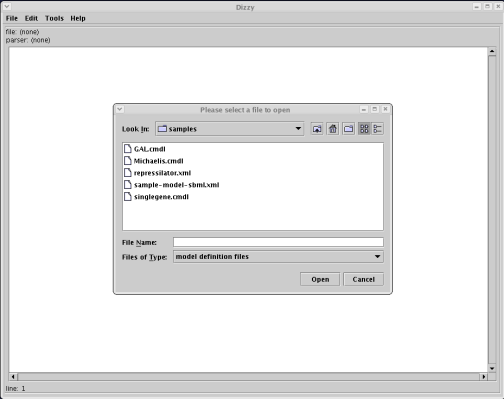 Dizzy
File Edit Tools Help
file: (none)
parser: (none)
Please select a file to open
Look In: samples
GAL.cmdl
Michaelis.cmdl
repressilator.xml
sample-model-sbml.xml
singlegene.cmdl
File Name:
Files of Type: model definition files
Open Cancel
line: 1